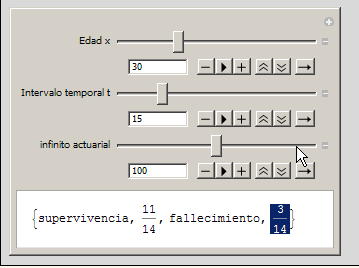 Edad x
30
Intervalo temporal t
15
infinito actuarial
100
{supervivencia, 11/14, fallecimiento, 3/14}